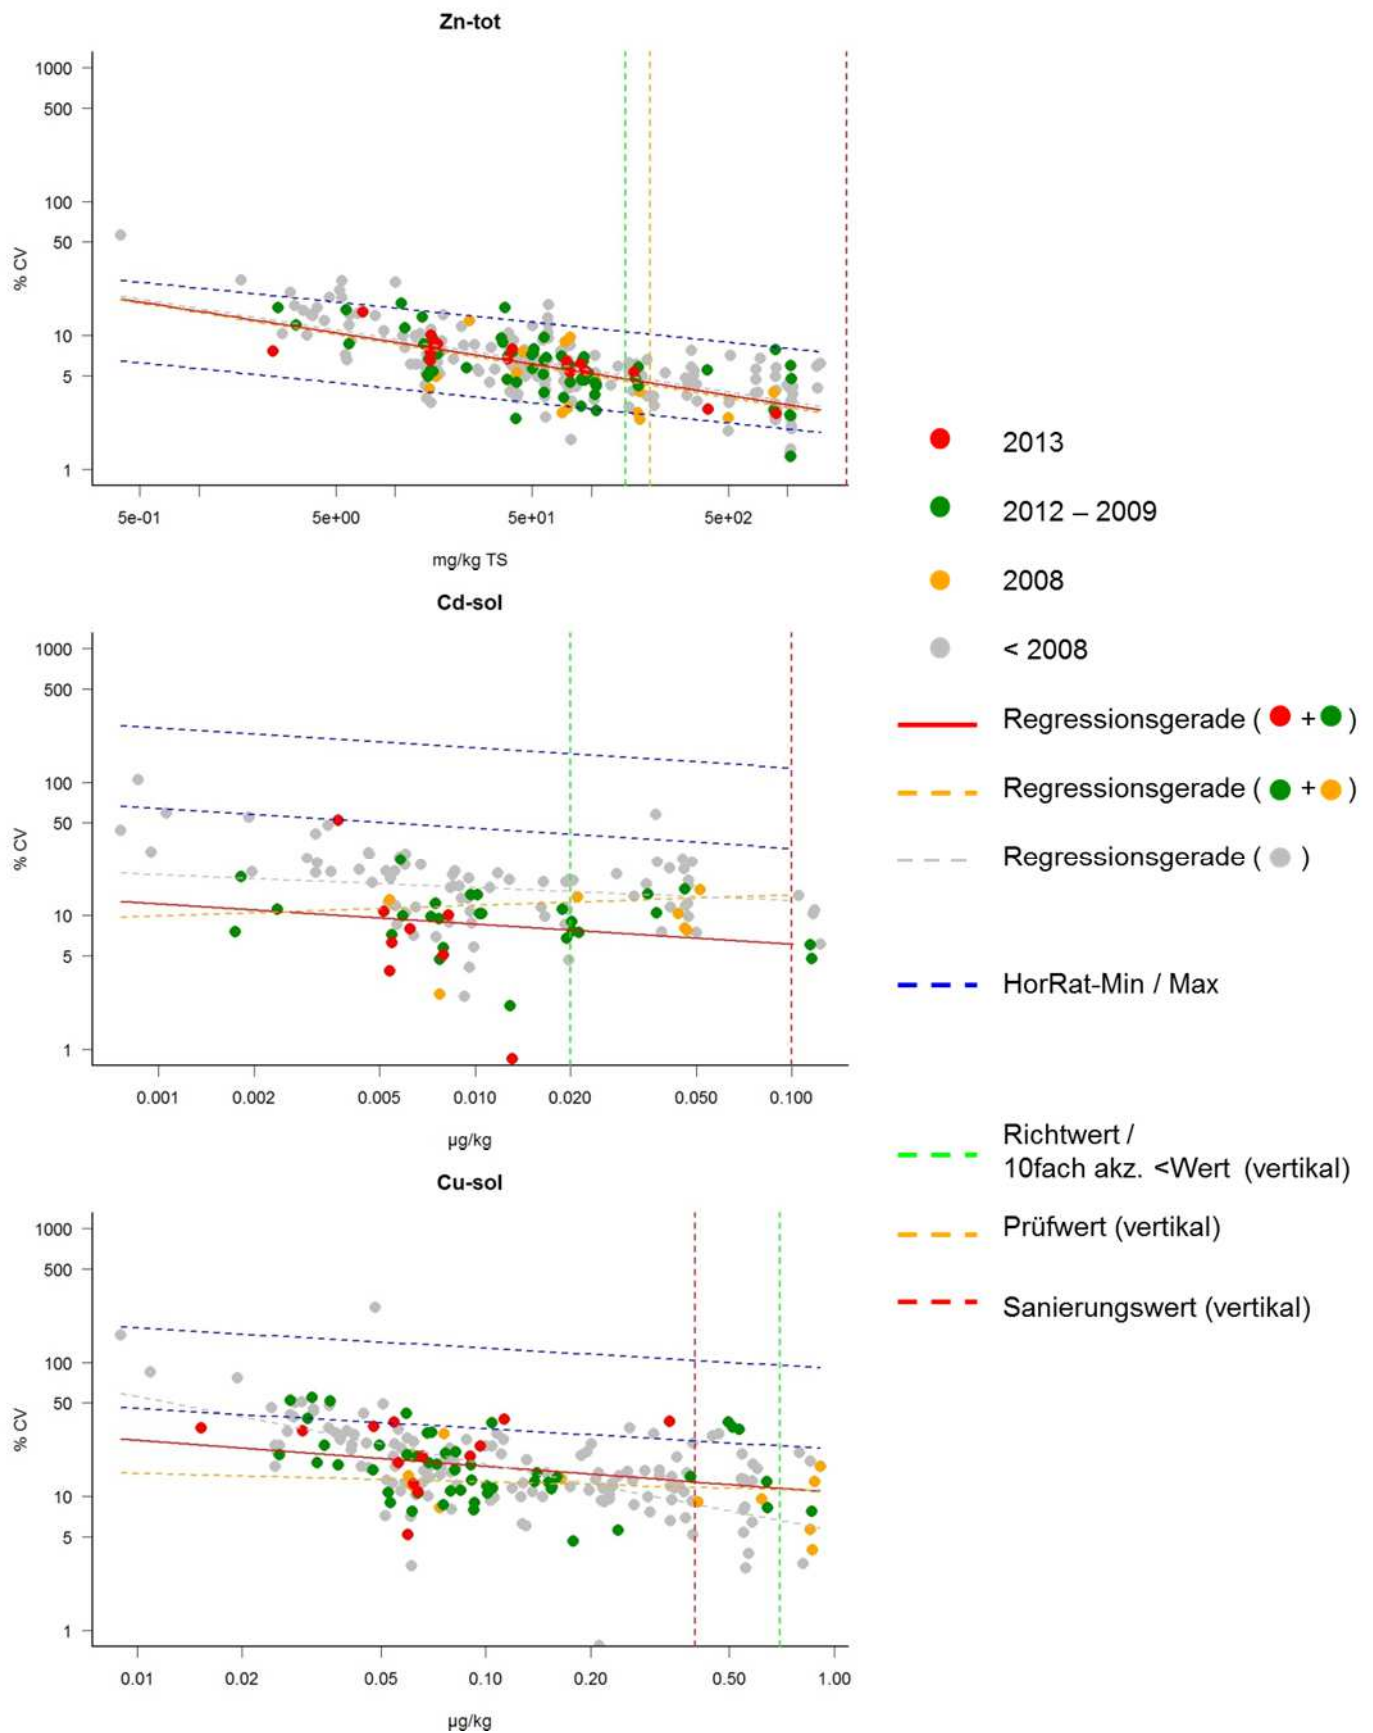 Zn-tot
1000
500
100
50
10
5
1
% CV
5e-01
5e+00
5e+01
5e+02
mg/kg TS
Cd-sol
1000
500
100
50
10
5
1
% CV
0.001
0.002
0.005
0.010
0.020
0.050
0.100
µg/kg
Cu-sol
1000
500
100
50
10
5
1
% CV
0.01
0.02
0.05
0.10
0.20
0.50
1.00
µg/kg
2013
2012 – 2009
2008
< 2008
Regressionsgerade ( + )
Regressionsgerade ( + )
Regressionsgerade ( )
HorRat-Min / Max
Richtwert /
10fach akz. <Wert (vertikal)
Prüfwert (vertikal)
Sanierungswert (vertikal)